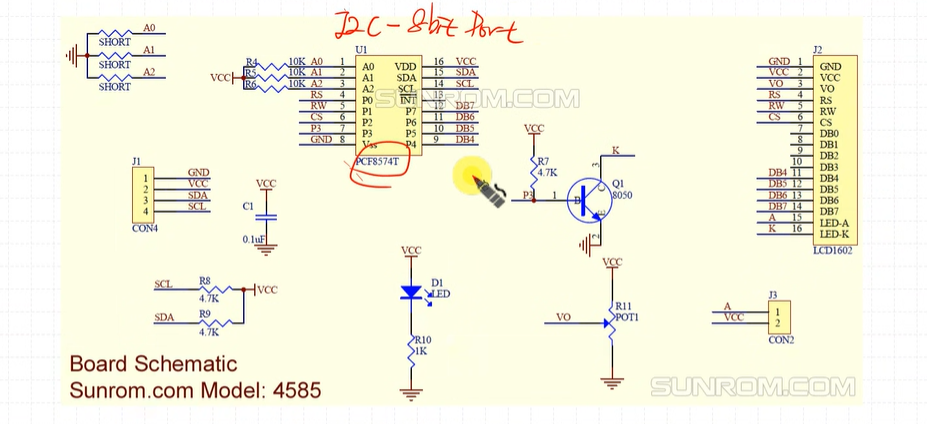 I2C - 8bit Port
A0
SHORT
A1
SHORT
A2
SHORT
VCC
R4 10K A0
R5 10K A1
R6 10K A2
RS
RW
CS
P3
GND
U1
1 A0 VDD 16 VCC
2 A1 SDA 15 SDA
3 A2 SCL 14 SCL
4 P0 INT 13
5 P1 P7 12 DB7
6 P2 P6 11 DB6
7 P3 P5 10 DB5
8 Vss P4 9 DB4
PCF8574T
SUNROM.COM
J1
1 GND
2 VCC
3 SDA
4 SCL
CON4
VCC
C1
0.1uF
VCC
R7
4.7K
P3 1 B
C 3 K
Q1
8050
E 2
J2
GND 1 GND
VCC 2 VCC
VO 3 VO
RS 4 RS
RW 5 RW
CS 6 CS
7 DB0
8 DB1
9 DB2
10 DB3
DB4 11 DB4
DB5 12 DB5
DB6 13 DB6
DB7 14 DB7
A 15 LED-A
K 16 LED-K
LCD1602
SCL R8
4.7K
VCC
SDA R9
4.7K
VCC
D1
LED
R10
1K
VCC
VO
R11
POT1
J3
A 1
VCC 2
CON2
Board Schematic
Sunrom.com Model: 4585
SUNROM.COM